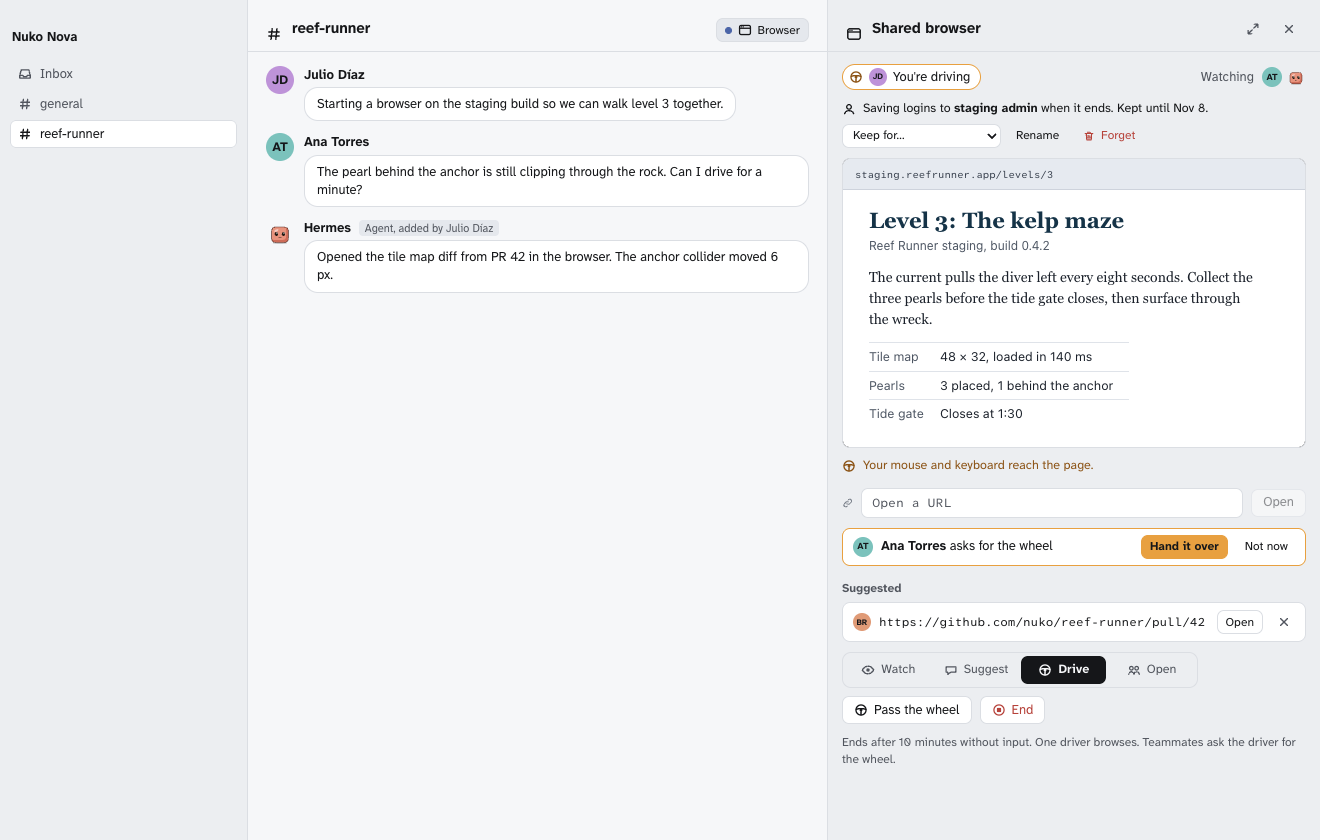 Nuko Nova
Inbox
# general
# reef-runner
# reef-runner
Browser
JD
Julio Díaz
Starting a browser on the staging build so we can walk level 3 together.
AT
Ana Torres
The pearl behind the anchor is still clipping through the rock. Can I drive for a
minute?
Hermes
Agent, added by Julio Díaz
Opened the tile map diff from PR 42 in the browser. The anchor collider moved 6
px.
Shared browser
JD
You're driving
Watching
AT
Saving logins to staging admin when it ends. Kept until Nov 8.
Keep for...
Rename
Forget
staging.reefrunner.app/levels/3
Level 3: The kelp maze
Reef Runner staging, build 0.4.2
The current pulls the diver left every eight seconds. Collect the
three pearls before the tide gate closes, then surface through
the wreck.
Tile map 48 × 32, loaded in 140 ms
Pearls 3 placed, 1 behind the anchor
Tide gate Closes at 1:30
Your mouse and keyboard reach the page.
Open a URL
Open
AT
Ana Torres asks for the wheel
Hand it over
Not now
Suggested
BR
https://github.com/nuko/reef-runner/pull/42
Open
Watch
Suggest
Drive
Open
Pass the wheel
End
Ends after 10 minutes without input. One driver browses. Teammates ask the driver for
the wheel.